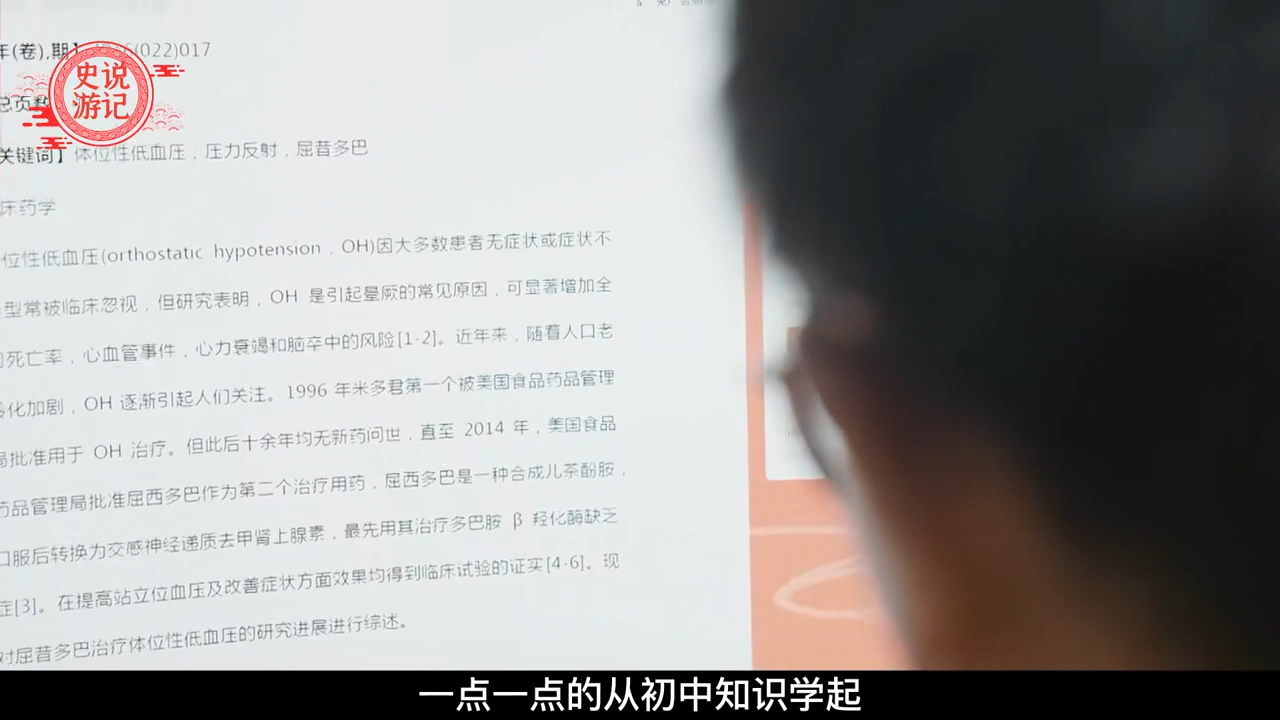 年(卷),期】 (022)017
史说
游记
总页数
关键词】体位性低血压；压力反射；屈昔多巴
床药学
位性低血压(orthostatic hypotension，OH)因大多数患者无症状或症状不
型常被临床忽视，但研究表明，OH 是引起晕厥的常见原因，可显著增加全
死亡率，心血管事件，心力衰竭和脑卒中的风险[1-2]。近年来，随着人口老
龄化加剧，OH 逐渐引起人们关注。1996 年米多君第一个被美国食品药品管理
局批准用于 OH 治疗。但此后十余年均无新药问世，直至 2014 年，美国食品
药品管理局批准屈西多巴作为第二个治疗用药，屈西多巴是一种合成儿茶酚胺，
口服后转换为交感神经递质去甲肾上腺素，最先用其治疗多巴胺 β 羟化酶缺乏
症[3]。在提高站立位血压及改善症状方面效果均得到临床试验的证实[4-6]。现
对屈昔多巴治疗体位性低血压的研究进展进行综述。
一点一点的从初中知识学起